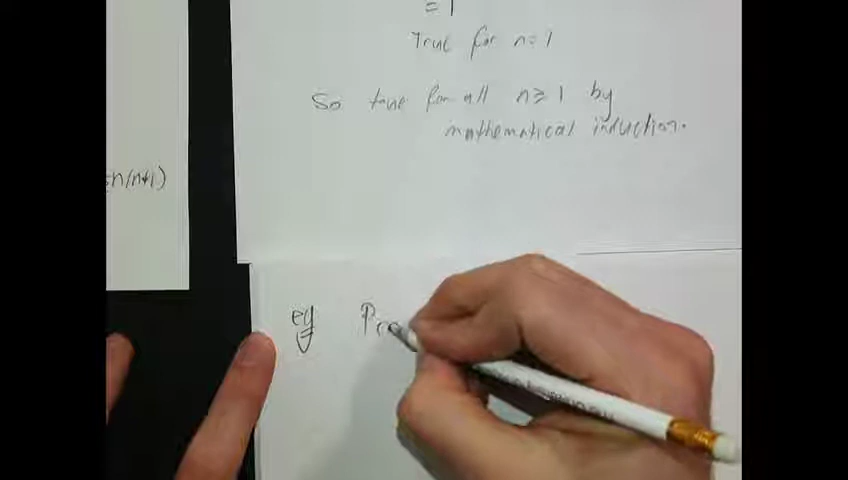 = 1
True for n = 1
So true for all n ≥ 1 by
mathematical induction.
=n(n+1)
eg Pro